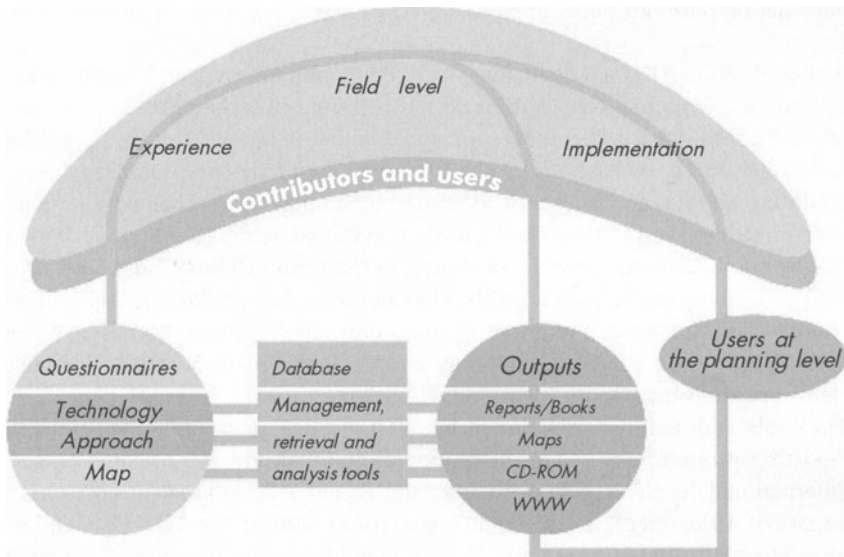 Field level
Experience
Implementation
Contributors and users
Users at
the planning level
Questionnaires
Technology
Approach
Map
Database
Management,
retrieval and
analysis tools
Outputs
Reports/Books
Maps
CD-ROM
WWW